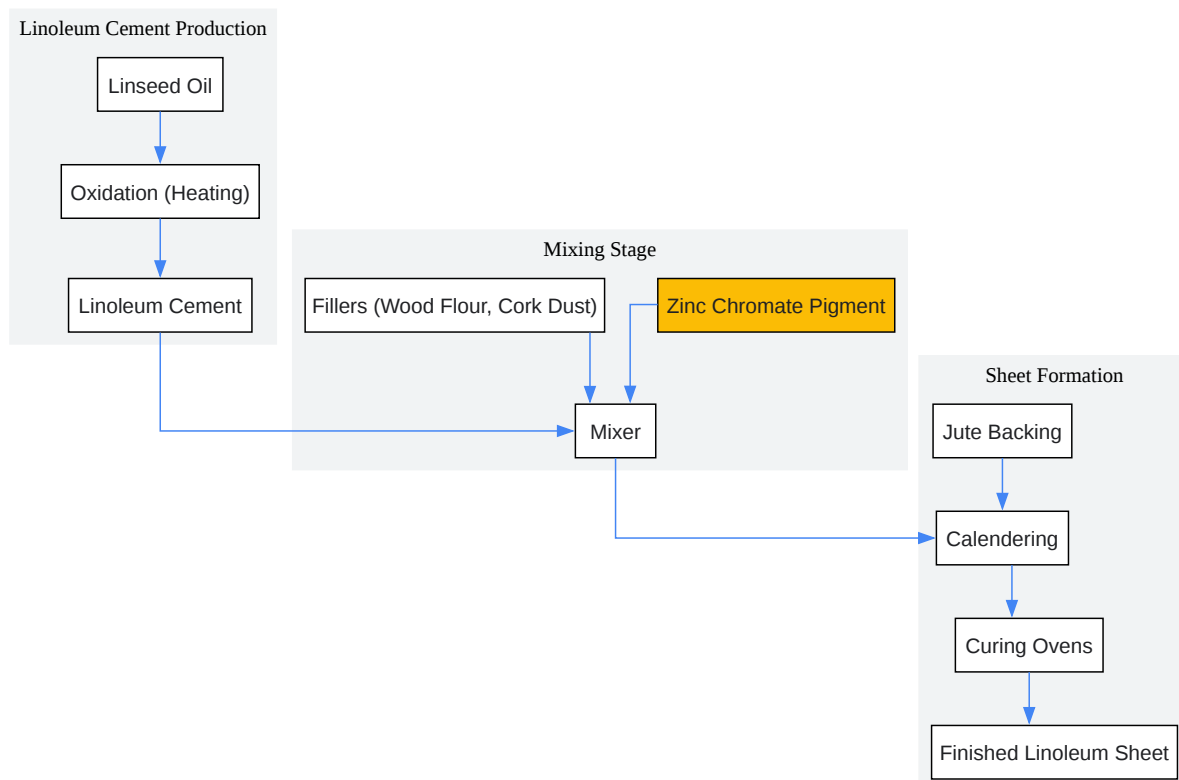 Linoleum Cement Production
Linseed Oil
Oxidation (Heating)
Linoleum Cement
Mixing Stage
Fillers (Wood Flour, Cork Dust)
Zinc Chromate Pigment
Mixer
Sheet Formation
Jute Backing
Calendering
Curing Ovens
Finished Linoleum Sheet